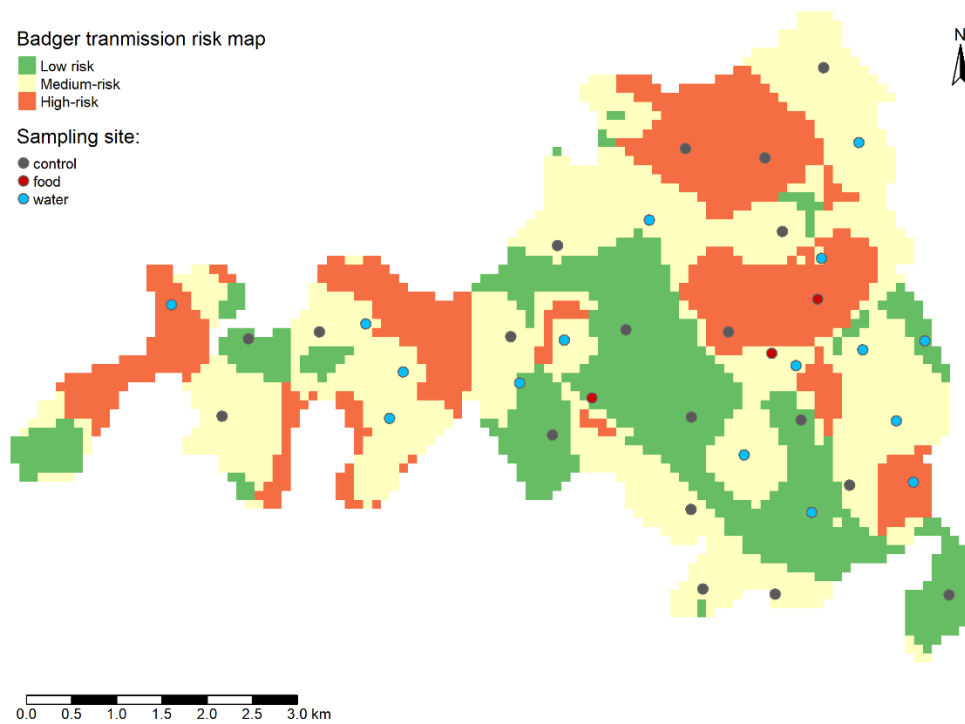 Badger tranmission risk map
Low risk
Medium-risk
High-risk
Sampling site:
control
food
water
N
0.0 0.5 1.0 1.5 2.0 2.5 3.0 km